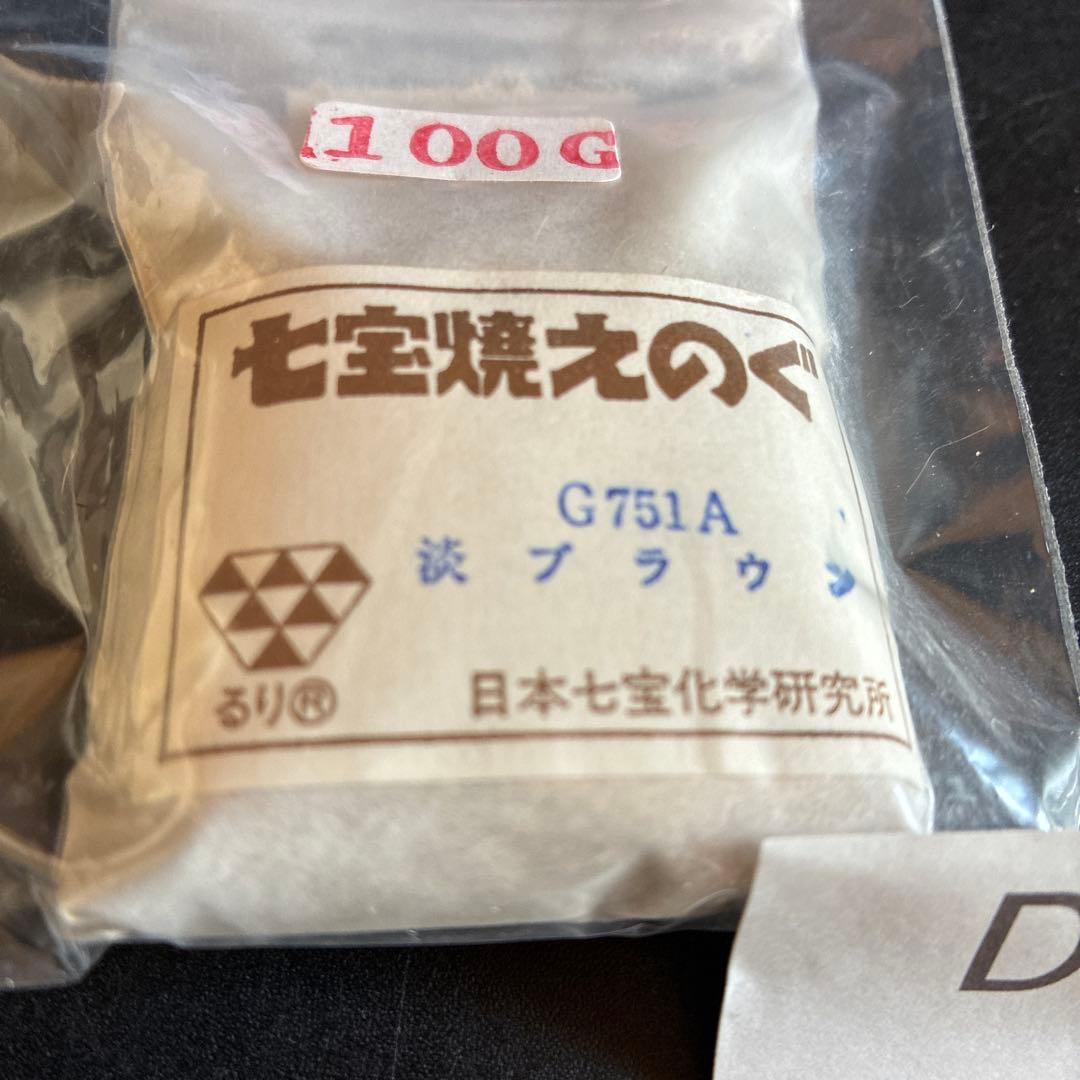 100G
七宝焼えのぐ
G751A
淡ブラウン
るり®
日本七宝化学研究所
D